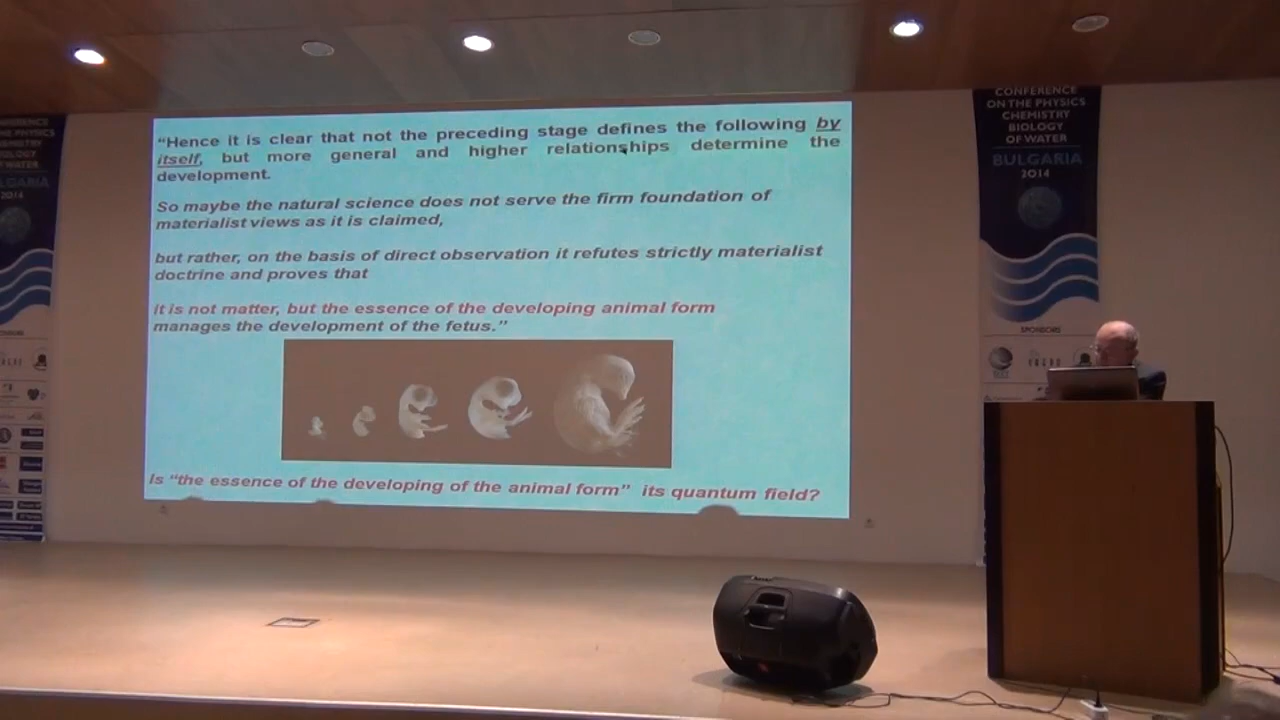 “Hence it is clear that not the preceding stage defines the following by
itself, but more general and higher relationships determine the
development.
So maybe the natural science does not serve the firm foundation of
materialist views as it is claimed,
but rather, on the basis of direct observation it refutes strictly materialist
doctrine and proves that
it is not matter, but the essence of the developing animal form
manages the development of the fetus.”
Is “the essence of the developing of the animal form” its quantum field?
CONFERENCE
ON THE PHYSICS
CHEMISTRY
BIOLOGY
OF WATER
BULGARIA
2014
SPONSORS